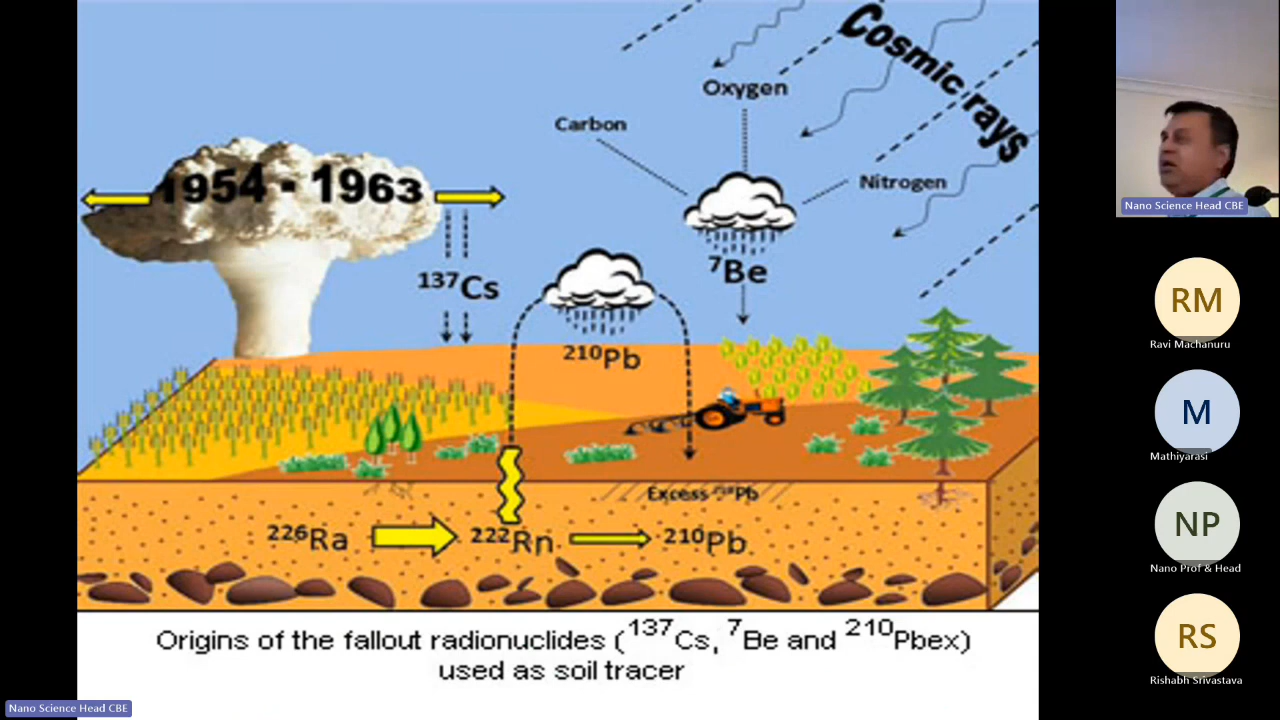 Cosmic rays
Oxygen
Carbon
Nitrogen
1954 - 1963
⁷Be
¹³⁷Cs
²¹⁰Pb
Excess ²¹⁰Pb
²²⁶Ra
²²²Rn
²¹⁰Pb
Origins of the fallout radionuclides (¹³⁷Cs, ⁷Be and ²¹⁰Pbex)
used as soil tracer
Nano Science Head CBE
Nano Science Head CBE
RM
Ravi Machanuru
M
Mathiyarasi
NP
Nano Prof & Head
RS
Rishabh Srivastava